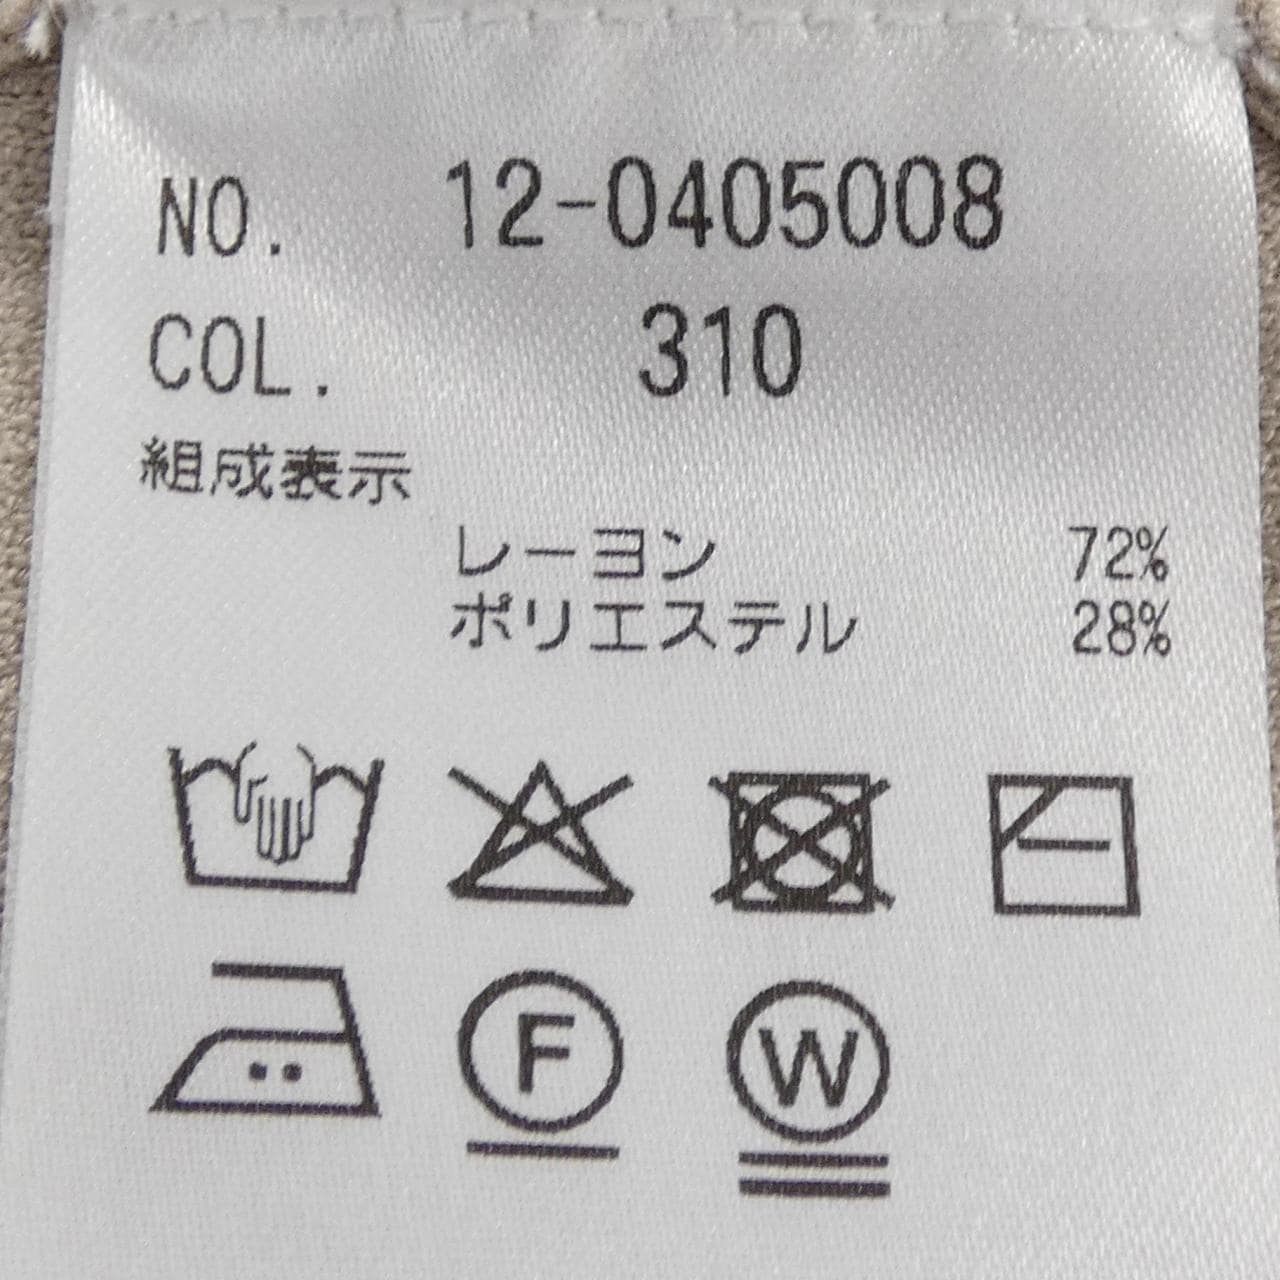 NO. 12-0405008
COL. 310
組成表示
レーヨン 72%
ポリエステル 28%
F W